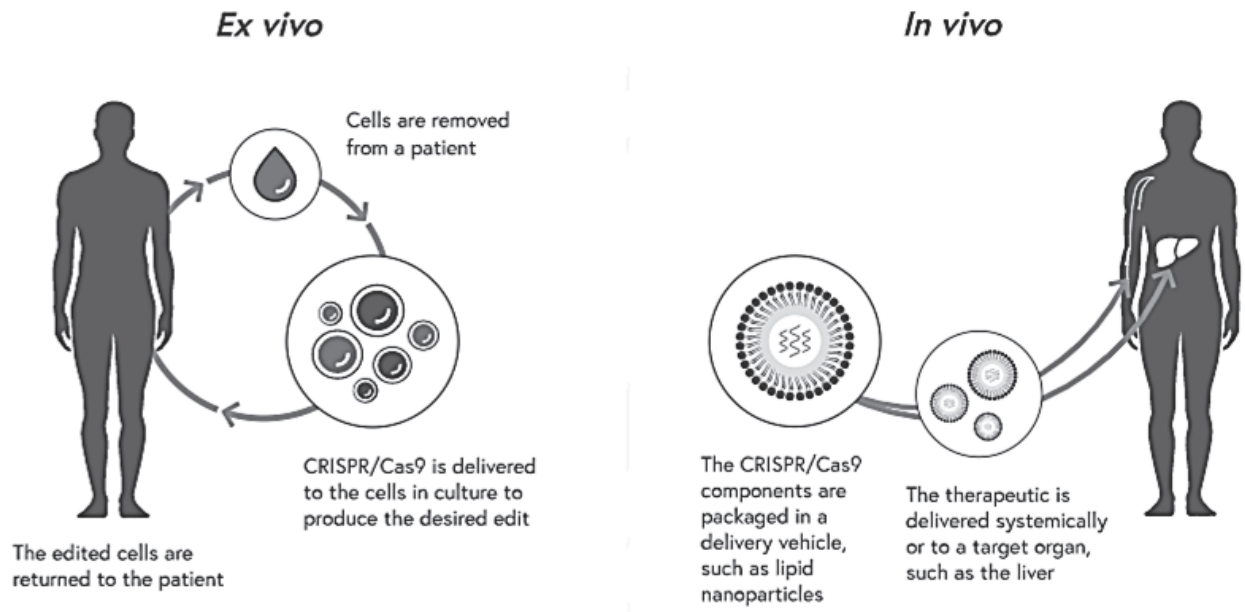 Ex vivo
Cells are removed
from a patient
CRISPR/Cas9 is delivered
to the cells in culture to
produce the desired edit
The edited cells are
returned to the patient
In vivo
The CRISPR/Cas9
components are
packaged in a
delivery vehicle,
such as lipid
nanoparticles
The therapeutic is
delivered systemically
or to a target organ,
such as the liver